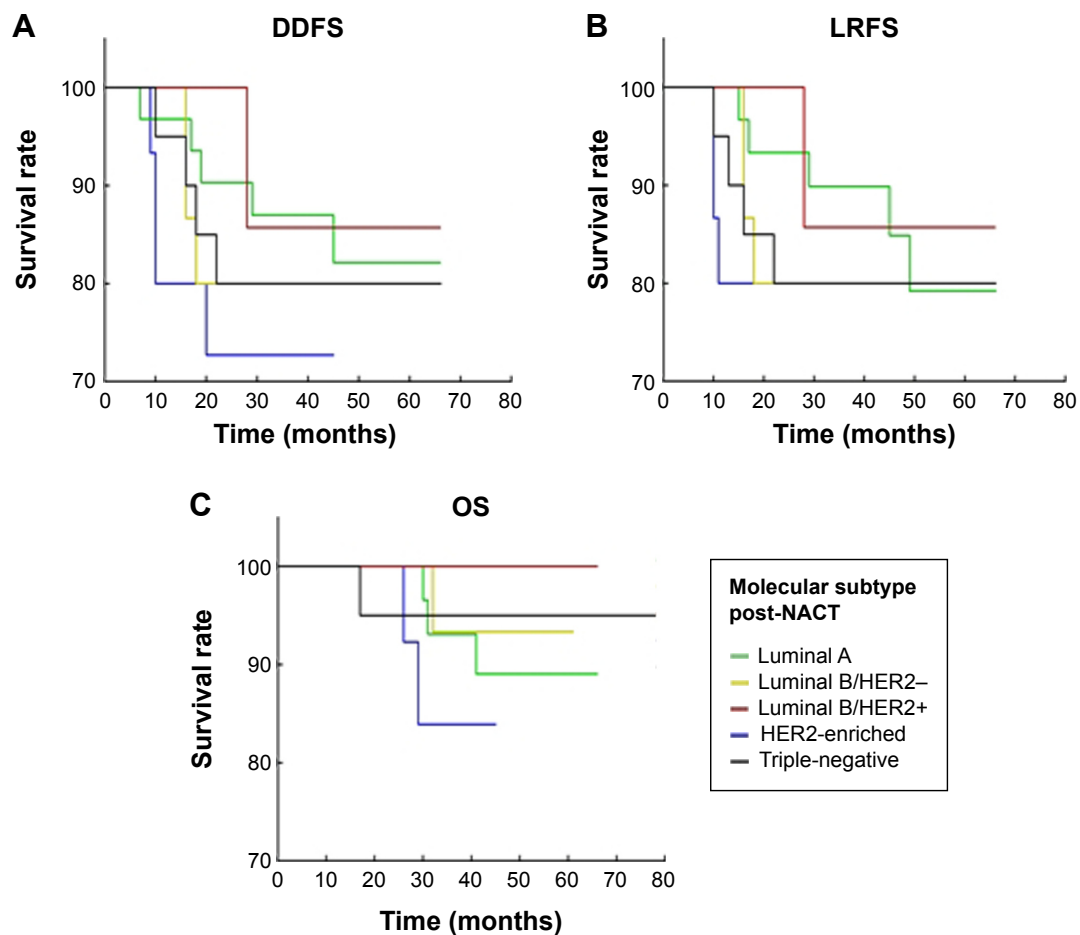 A
DDFS
Survival rate
100
90
80
70
0 10 20 30 40 50 60 70 80
Time (months)
B
LRFS
Survival rate
100
90
80
70
0 10 20 30 40 50 60 70 80
Time (months)
C
OS
Survival rate
100
90
80
70
0 10 20 30 40 50 60 70 80
Time (months)
Molecular subtype
post-NACT
Luminal A
Luminal B/HER2–
Luminal B/HER2+
HER2-enriched
Triple-negative